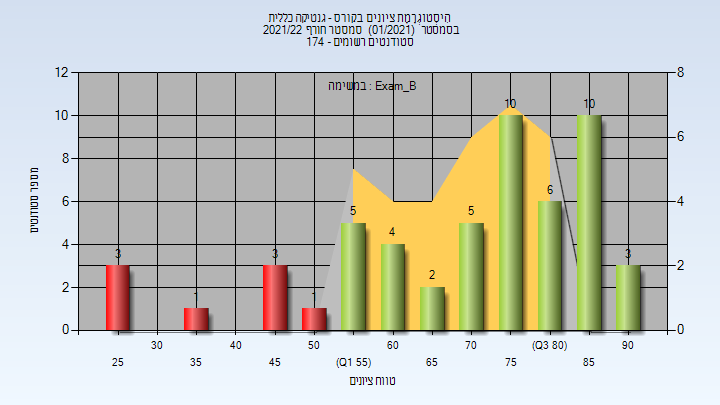 היסטוגרמת ציונים בקורס - גנטיקה כללית
בסמסטר (01/2021) סמסטר חורף 2021/22
סטודנטים רשומים - 174
במשימה : Exam_B
מספר סטודנטים
12 10 8 6 4 2 0
8 6 4 2 0
3 1 3 1 5 4 2 5 10 6 10 3
30 40 50 60 70 (Q3 80) 90
25 35 45 (Q1 55) 65 75 85
טווח ציונים